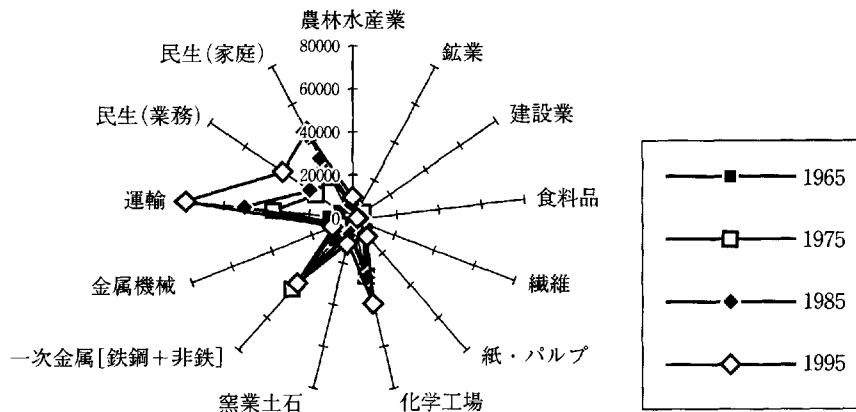 農林水産業
80000
60000
40000
20000
0
鉱業
建設業
食料品
繊維
紙・パルプ
化学工場
窯業土石
一次金属[鉄鋼+非鉄]
金属機械
運輸
民生(業務)
民生(家庭)
1965
1975
1985
1995